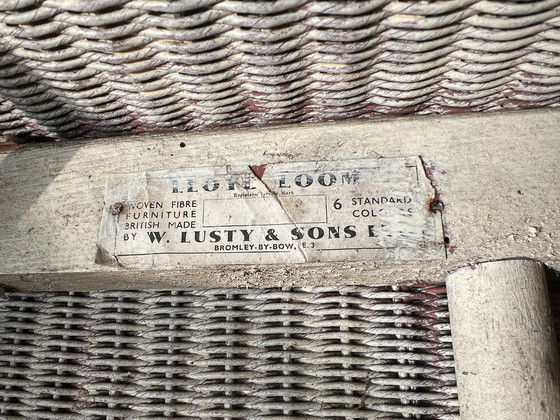 LLOYD LOOM
Registered Trade Mark
WOVEN FIBRE
FURNITURE
BRITISH MADE
BY W. LUSTY & SONS
BROMLEY-BY-BOW, E.3
6 STANDARD
COLOURS